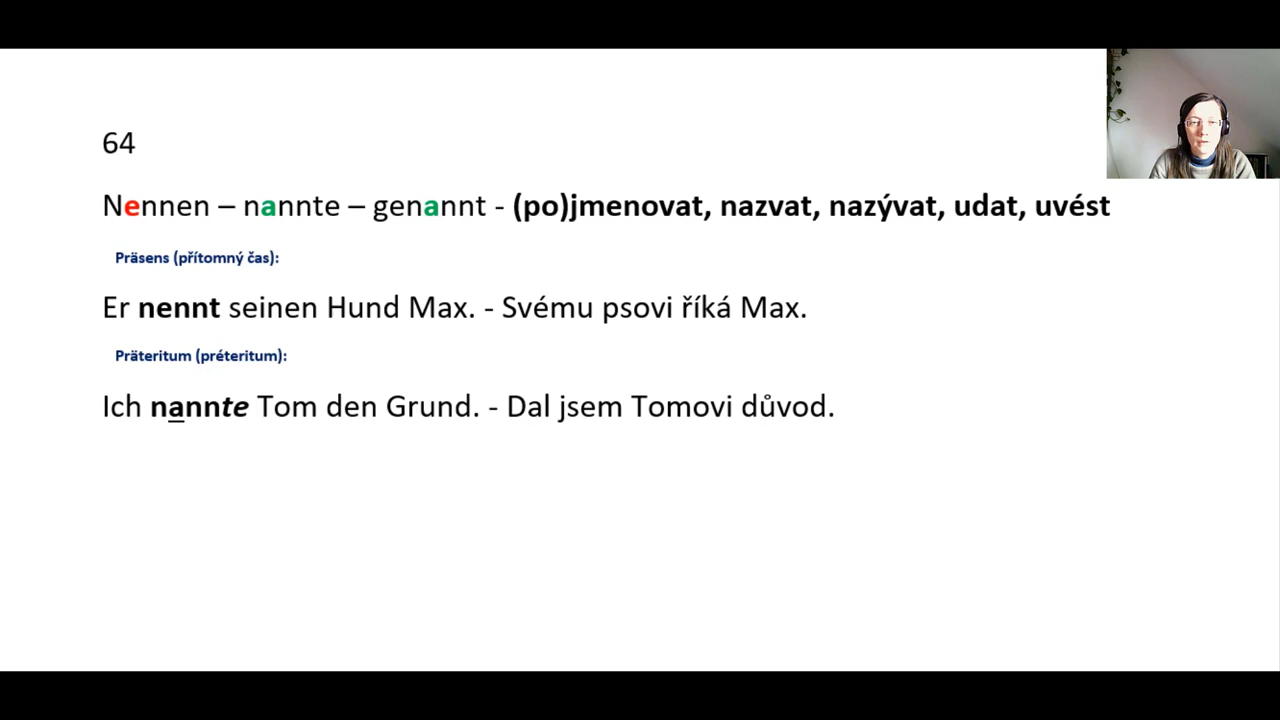 64
Nennen – nannte – genannt - (po)jmenovat, nazvat, nazývat, udat, uvést
Präsens (přítomný čas):
Er nennt seinen Hund Max. - Svému psovi říká Max.
Präteritum (préteritum):
Ich nannte Tom den Grund. - Dal jsem Tomovi důvod.